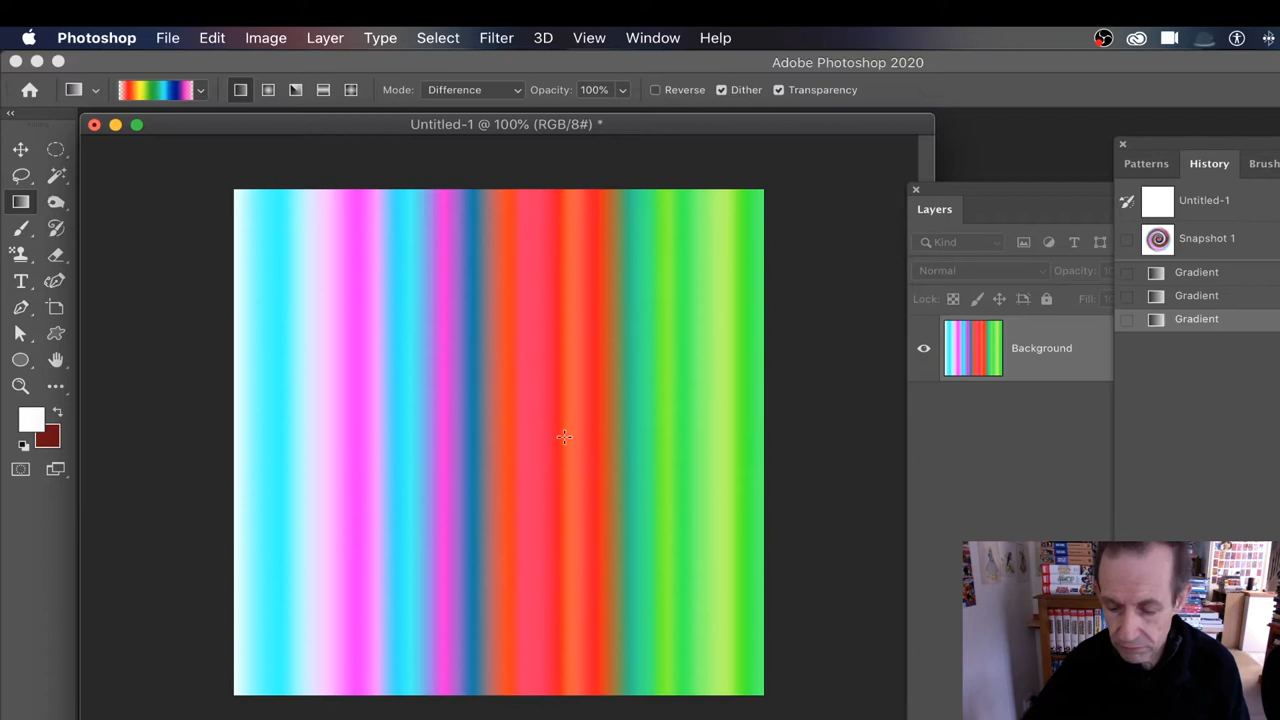 Photoshop File Edit Image Layer Type Select Filter 3D View Window Help
Adobe Photoshop 2020
Mode: Difference Opacity: 100% Reverse Dither Transparency
Untitled-1 @ 100% (RGB/8#) *
Patterns History Brush
Layers
Untitled-1
Kind
Snapshot 1
Normal Opacity: 10
Gradient
Lock: Fill:
Gradient
Gradient
Background